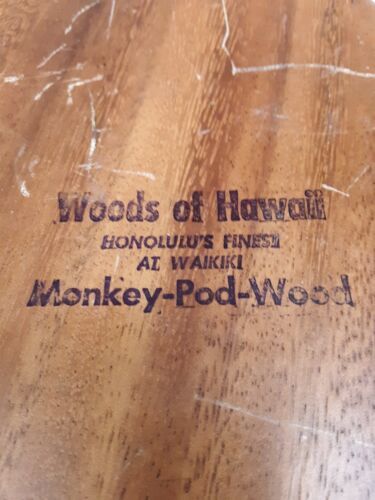 Woods of Hawaii
HONOLULU'S FINEST
AT WAIKIKI
Monkey-Pod-Wood